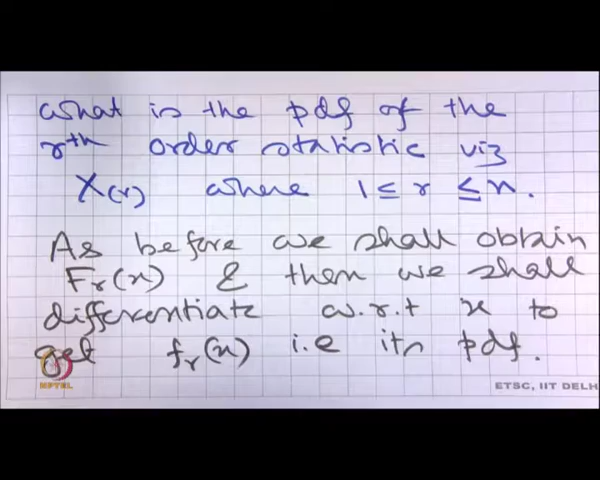 What is the pdf of the
rth order statistic viz
X(r) where 1 ≤ r ≤ n.
As before we shall obtain
Fr(x) & then we shall
differentiate w.r.t x to
get fr(x) i.e its pdf.
NPTEL
ETSC, IIT DELH